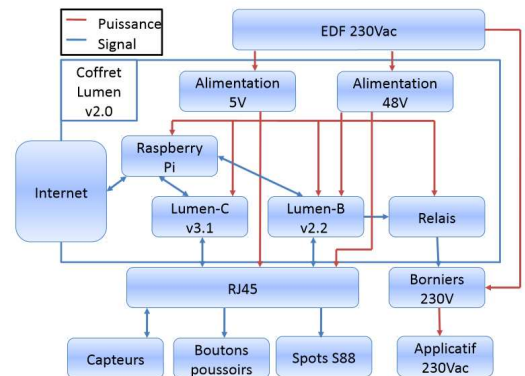 Puissance
Signal
EDF 230Vac
Coffret
Lumen
v2.0
Alimentation
5V
Alimentation
48V
Raspberry
Pi
Internet
Lumen-C
v3.1
Lumen-B
v2.2
Relais
RJ45
Borniers
230V
Capteurs
Boutons
poussoirs
Spots S88
Applicatif
230Vac